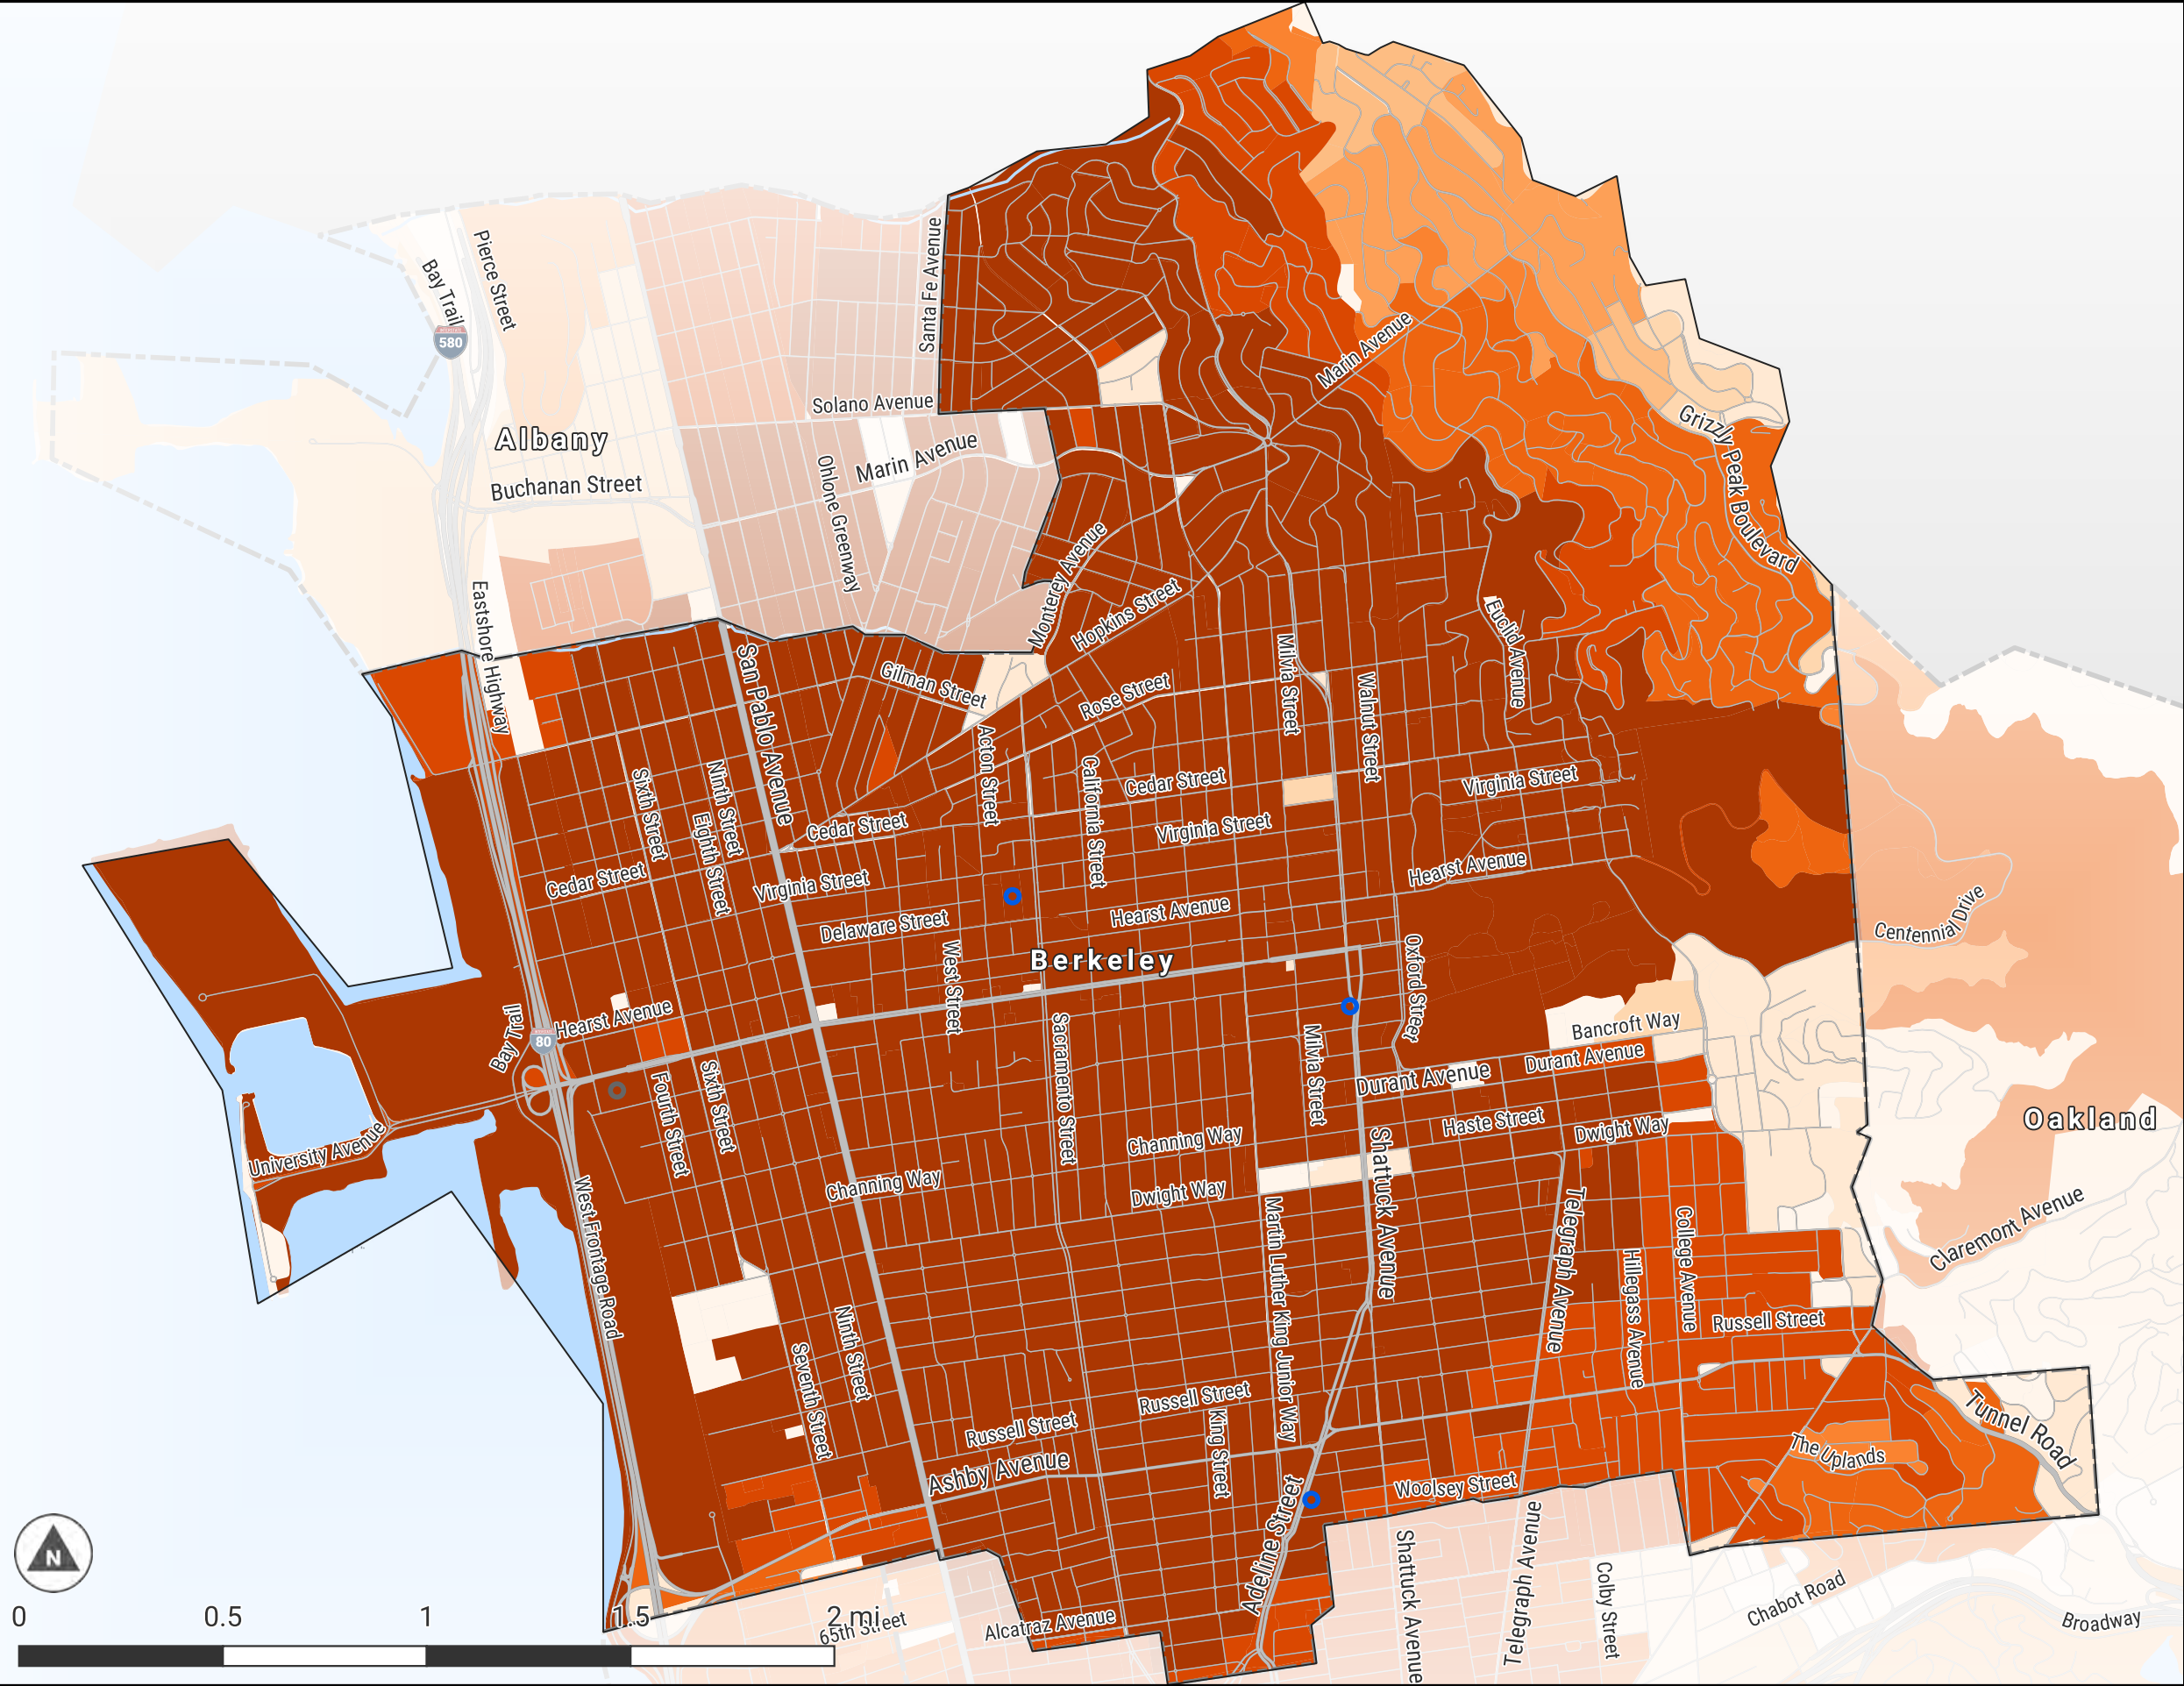 Pierce Street
Bay Trail
580
Santa Fe Avenue
Solano Avenue
Albany
Marin Avenue
Marin Avenue
Buchanan Street
Ohlone Greenway
Grizzly Peak Boulevard
Eastshore Highway
Monterey Avenue
Hopkins Street
San Pablo Avenue
Gilman Street
Rose Street
Milvia Street
Walnut Street
Euclid Avenue
Acton Street
California Street
Cedar Street
Virginia Street
Sixth Street
Ninth Street
Eighth Street
Cedar Street
Virginia Street
Cedar Street
Virginia Street
Hearst Avenue
Delaware Street
Hearst Avenue
Centennial Drive
West Street
Berkeley
Oxford Street
Bay Trail
80
Hearst Avenue
Sacramento Street
Milvia Street
Bancroft Way
Durant Avenue
Durant Avenue
Fourth Street
Sixth Street
Oakland
Haste Street
Dwight Way
University Avenue
Channing Way
Channing Way
Dwight Way
Shattuck Avenue
Telegraph Avenue
West Frontage Road
Martin Luther King Junior Way
College Avenue
Hillegass Avenue
Claremont Avenue
Russell Street
Ninth Street
Seventh Street
Russell Street
Russell Street
King Street
Tunnel Road
The Uplands
Ashby Avenue
Woolsey Street
Adeline Street
Shattuck Avenue
Telegraph Avenue
Colby Street
Chabot Road
Broadway
Alcatraz Avenue
65th Street
N
0 0.5 1 1.5 2 mi